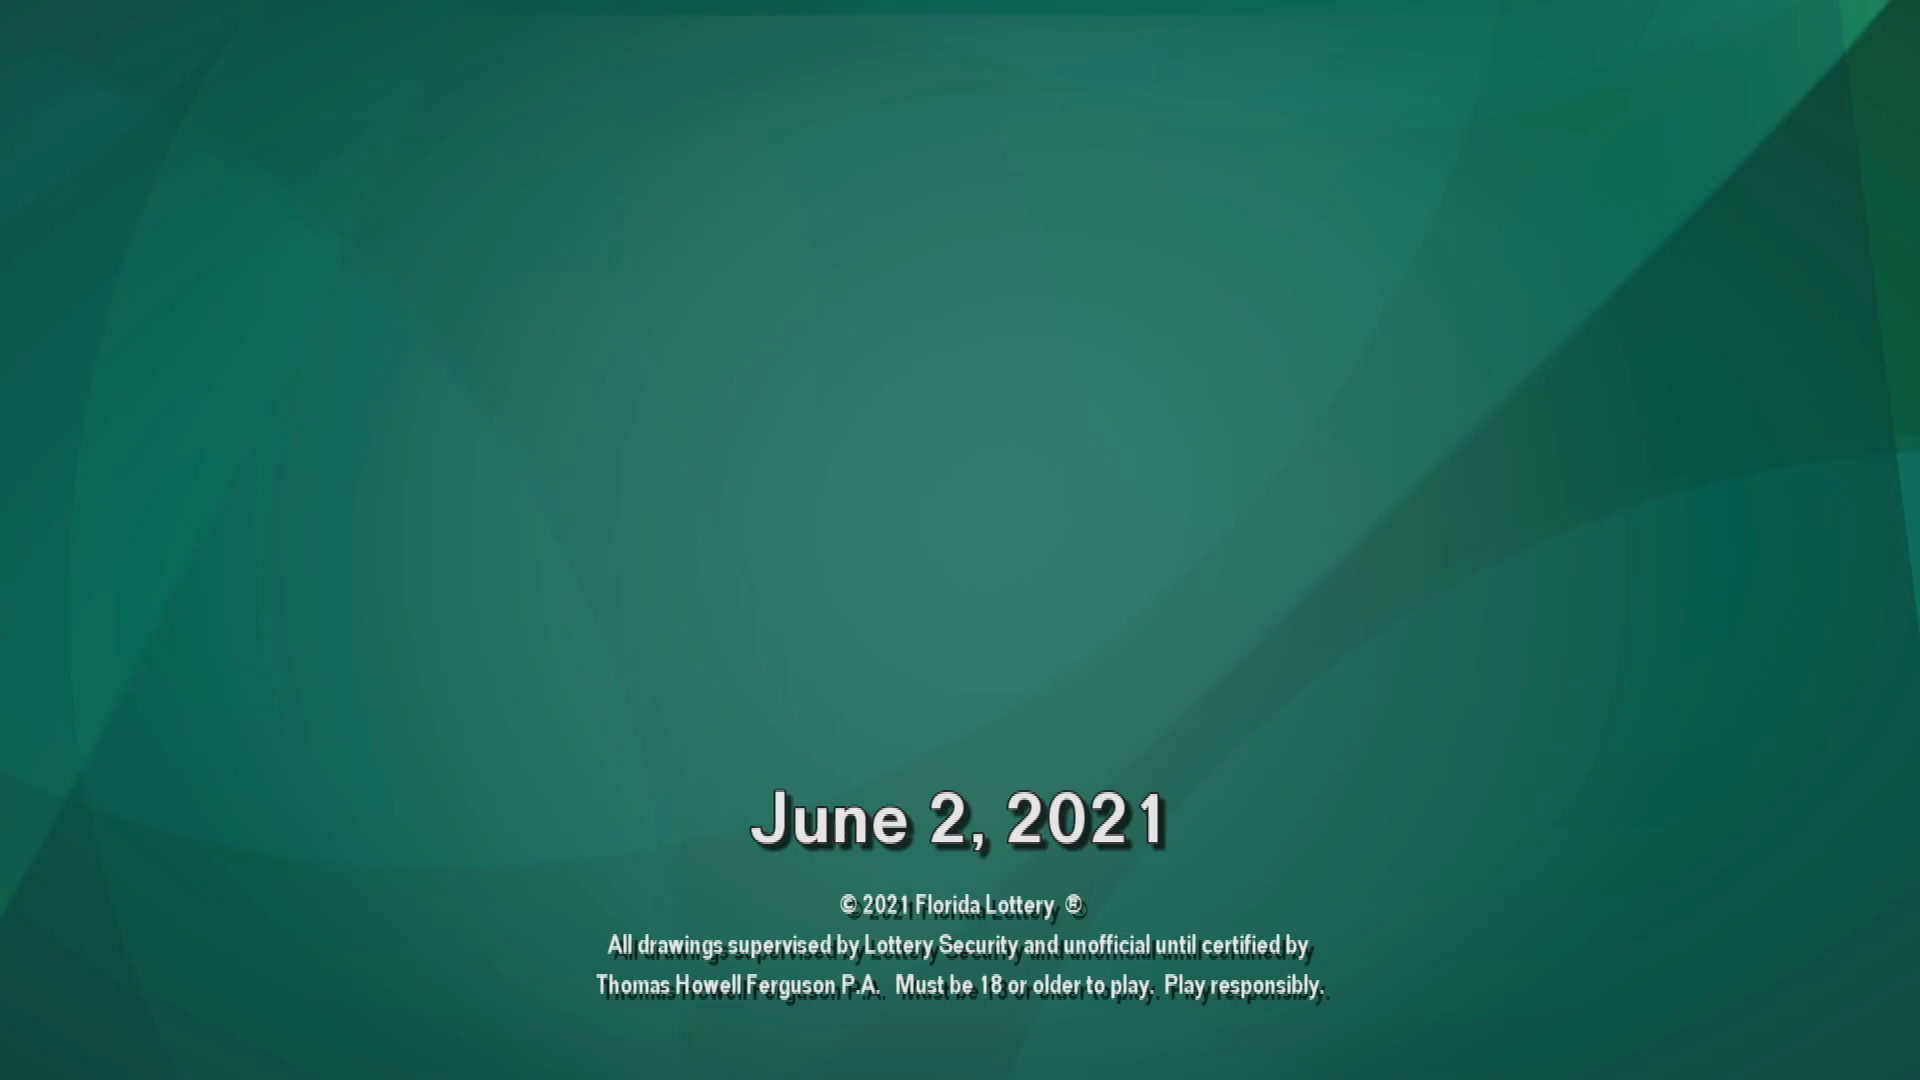 June 2, 2021
© 2021 Florida Lottery ®
All drawings supervised by Lottery Security and unofficial until certified by
Thomas Howell Ferguson P.A.  Must be 18 or older to play.  Play responsibly.